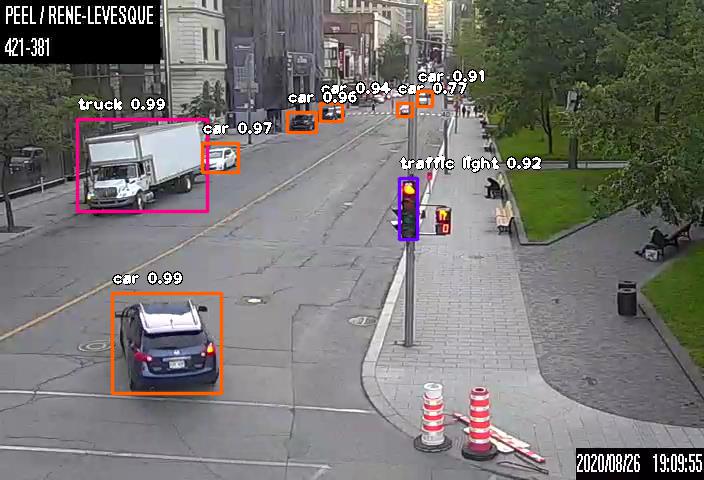 PEEL / RENE-LEVESQUE
421-381
car 0.91
car 0.94
car 0.77
car 0.96
truck 0.99
car 0.97
traffic light 0.92
0
car 0.99
2020/08/26 19:09:55